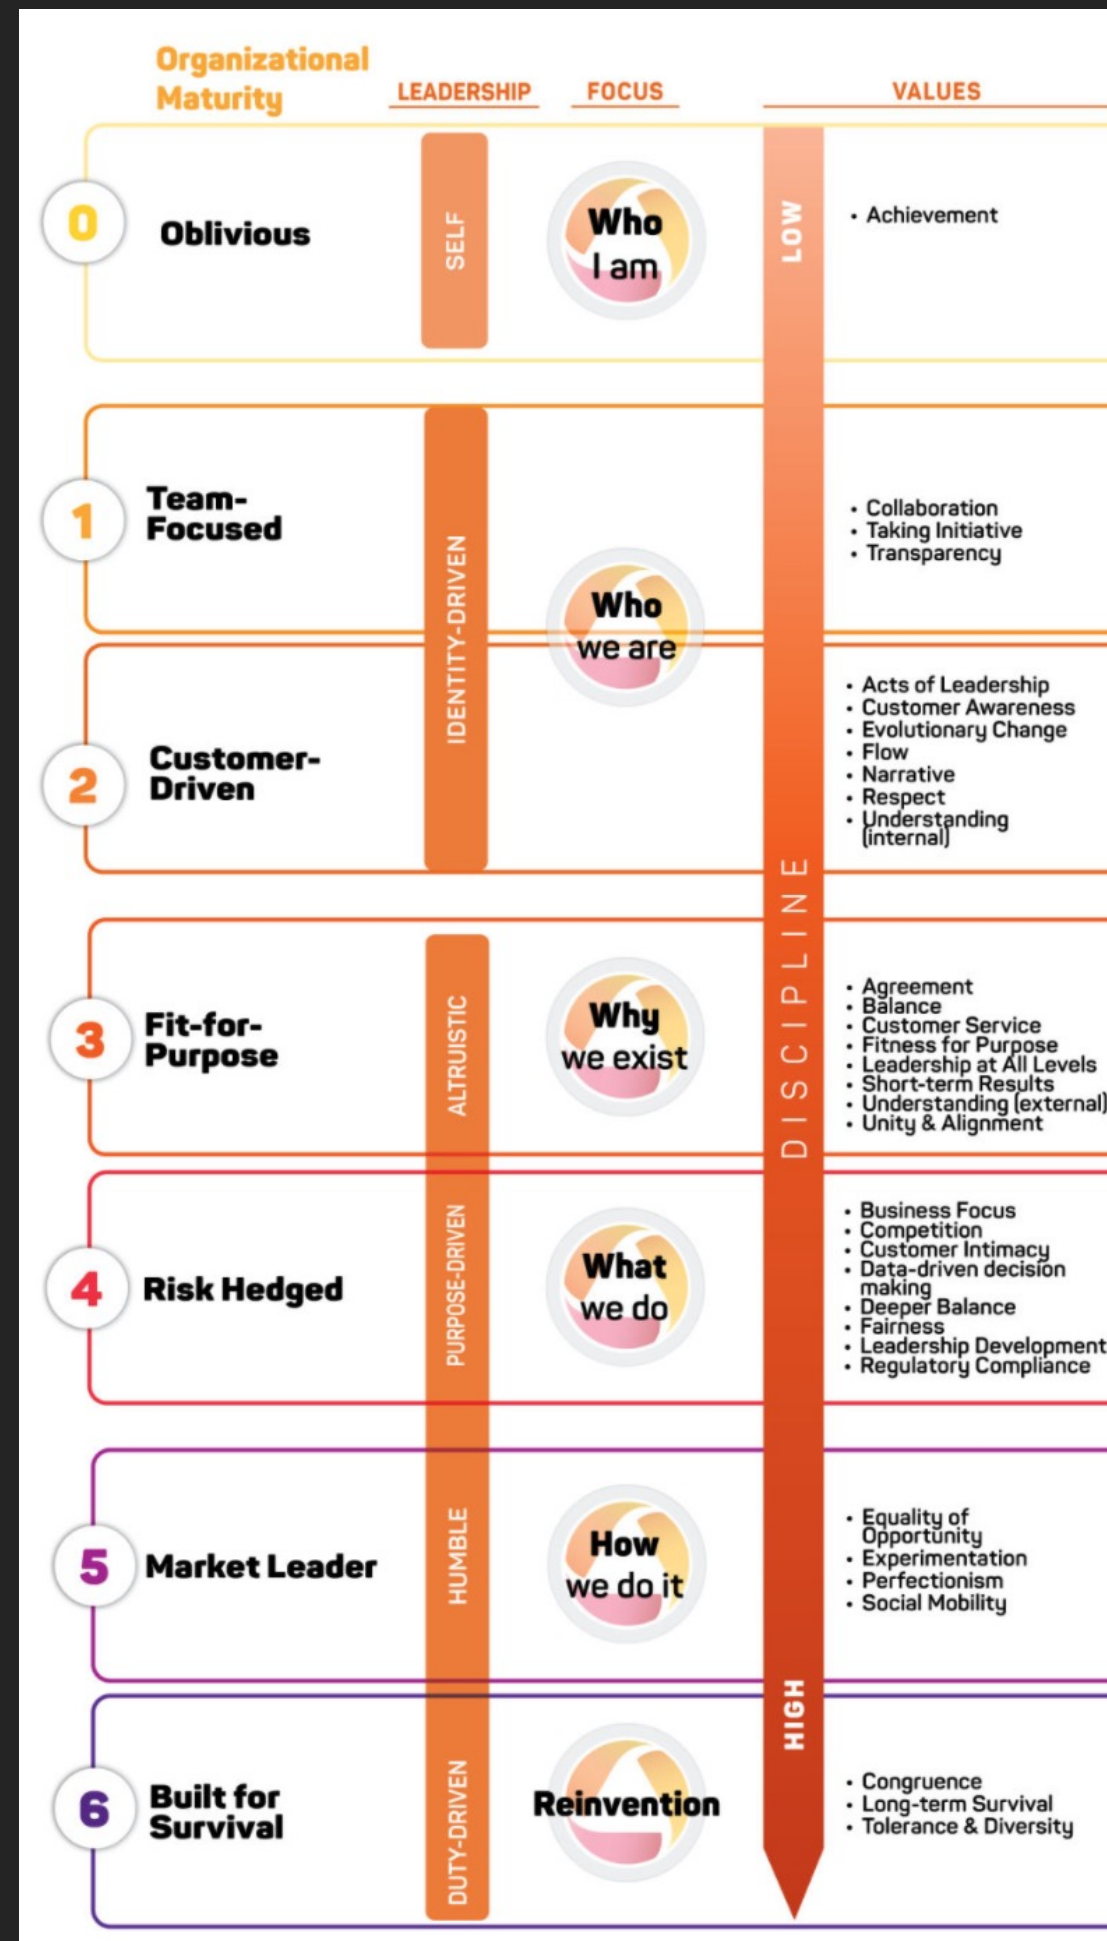 Organizational
Maturity
LEADERSHIP
FOCUS
VALUES
0
Oblivious
SELF
Who
I am
LOW
• Achievement
1
Team-
Focused
IDENTITY-DRIVEN
Who
we are
• Collaboration
• Taking Initiative
• Transparency
2
Customer-
Driven
• Acts of Leadership
• Customer Awareness
• Evolutionary Change
• Flow
• Narrative
• Respect
• Understanding
(internal)
DISCIPLINE
3
Fit-for-
Purpose
ALTRUISTIC
Why
we exist
• Agreement
• Balance
• Customer Service
• Fitness for Purpose
• Leadership at All Levels
• Short-term Results
• Understanding (external)
• Unity & Alignment
4
Risk Hedged
PURPOSE-DRIVEN
What
we do
• Business Focus
• Competition
• Customer Intimacy
• Data-driven decision
making
• Deeper Balance
• Fairness
• Leadership Development
• Regulatory Compliance
5
Market Leader
HUMBLE
How
we do it
• Equality of
Opportunity
• Experimentation
• Perfectionism
• Social Mobility
HIGH
6
Built for
Survival
DUTY-DRIVEN
Reinvention
• Congruence
• Long-term Survival
• Tolerance & Diversity